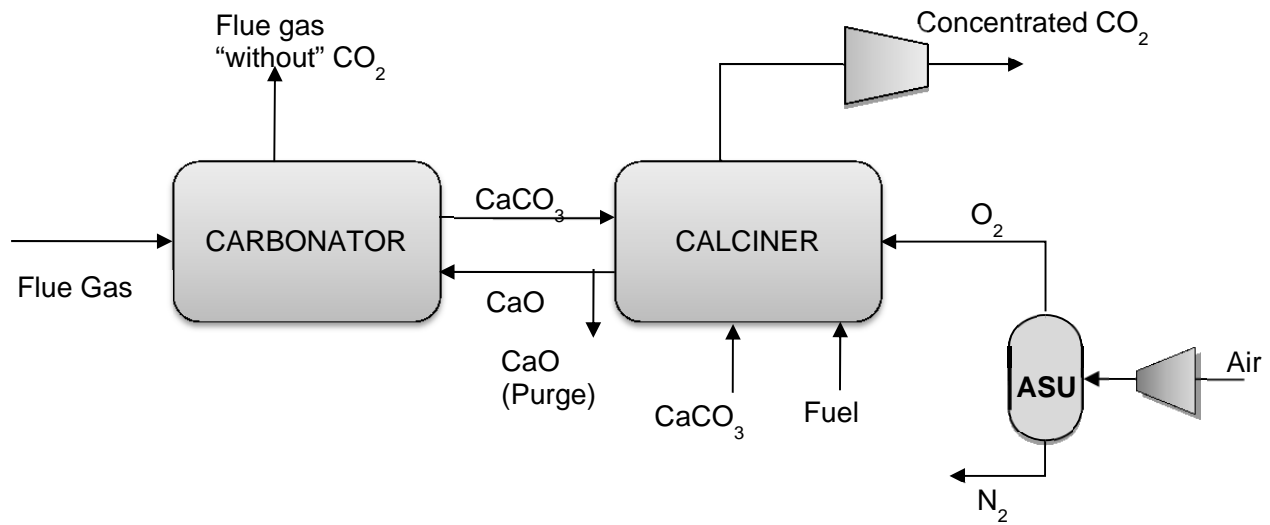 Flue gas
“without” CO₂
Concentrated CO₂
CaCO₃
CARBONATOR
CALCINER
O₂
Flue Gas
CaO
CaO
(Purge)
CaCO₃
Fuel
ASU
Air
N₂